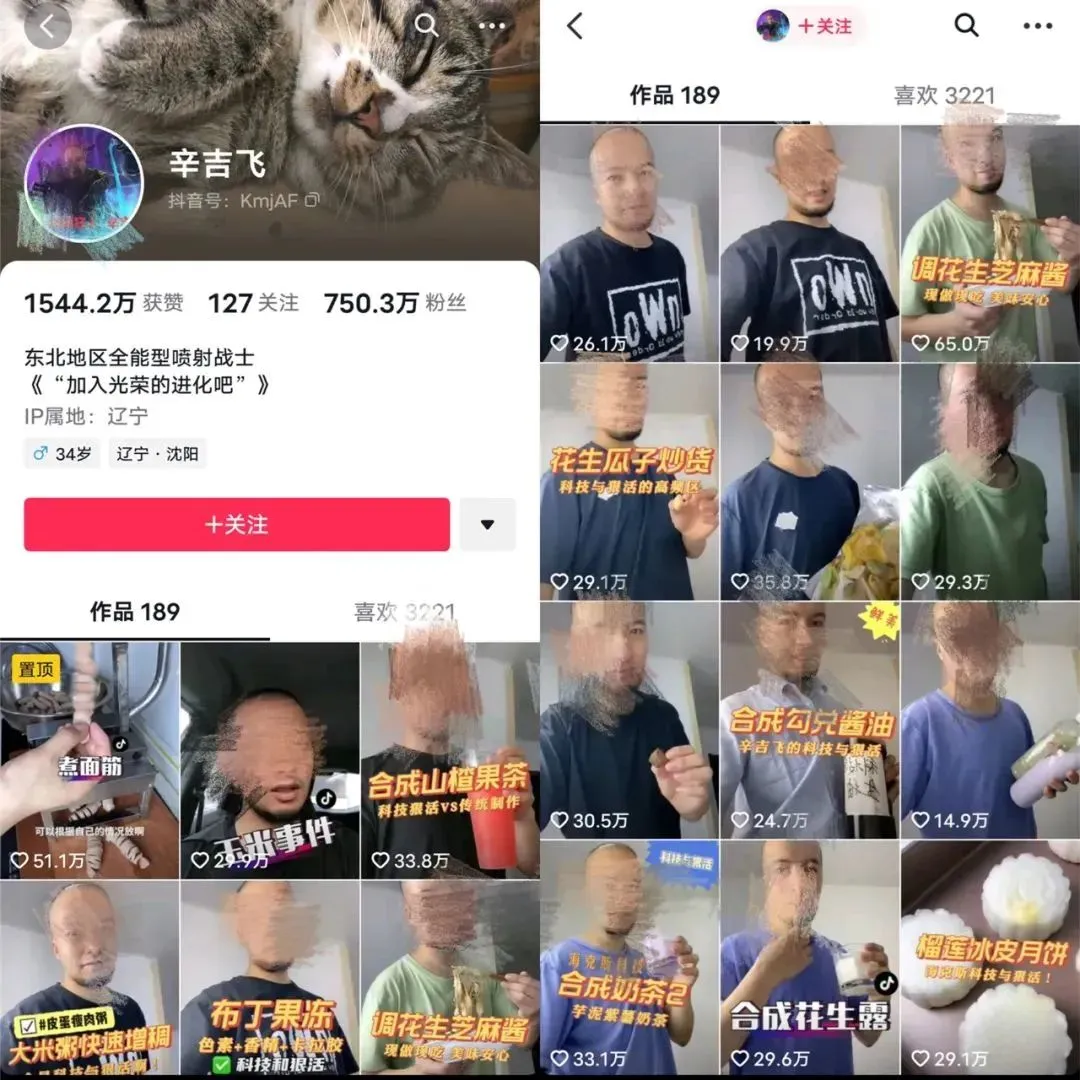 辛吉飞
抖音号：KmjAF
1544.2万 获赞 127 关注 750.3万 粉丝
东北地区全能型喷射战士
《“加入光荣的进化吧”》
IP属地：辽宁
34岁 辽宁·沈阳
＋关注
作品 189 喜欢 3221
置顶
煮面筋
可以根据自己的情况放啊
51.1万
玉米事件
29.9万
合成山楂果茶
科技狠活VS传统制作
33.8万
#皮蛋瘦肉粥
大米粥快速增稠
布丁果冻
色素+香精+卡拉胶
科技和狠活
调花生芝麻酱
现做现吃 美味安心
＋关注
作品 189 喜欢 3221
26.1万
19.9万
调花生芝麻酱
现做现吃 美味安心
65.0万
花生瓜子炒货
科技与狠活的高频区
29.1万
35.8万
29.3万
30.5万
鲜美
合成勾兑酱油
辛吉飞的科技与狠活
24.7万
14.9万
科技与狠活
海克斯科技
合成奶茶2
芋泥紫薯奶茶
33.1万
合成花生露
29.6万
榴莲冰皮月饼
海克斯科技与狠活！
29.1万